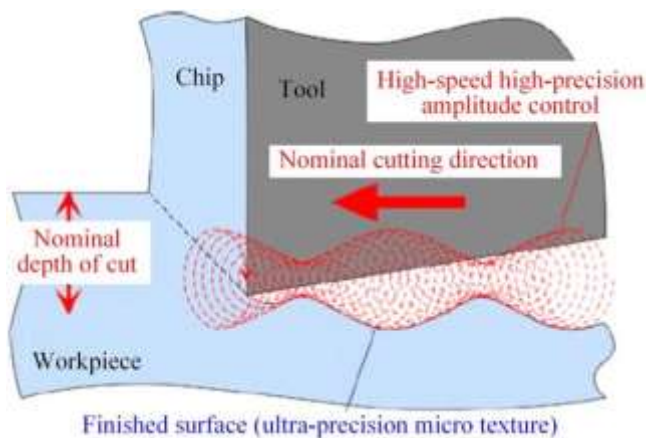 Chip
Tool
High-speed high-precision
amplitude control
Nominal cutting direction
Nominal
depth of cut
Workpiece
Finished surface (ultra-precision micro texture)